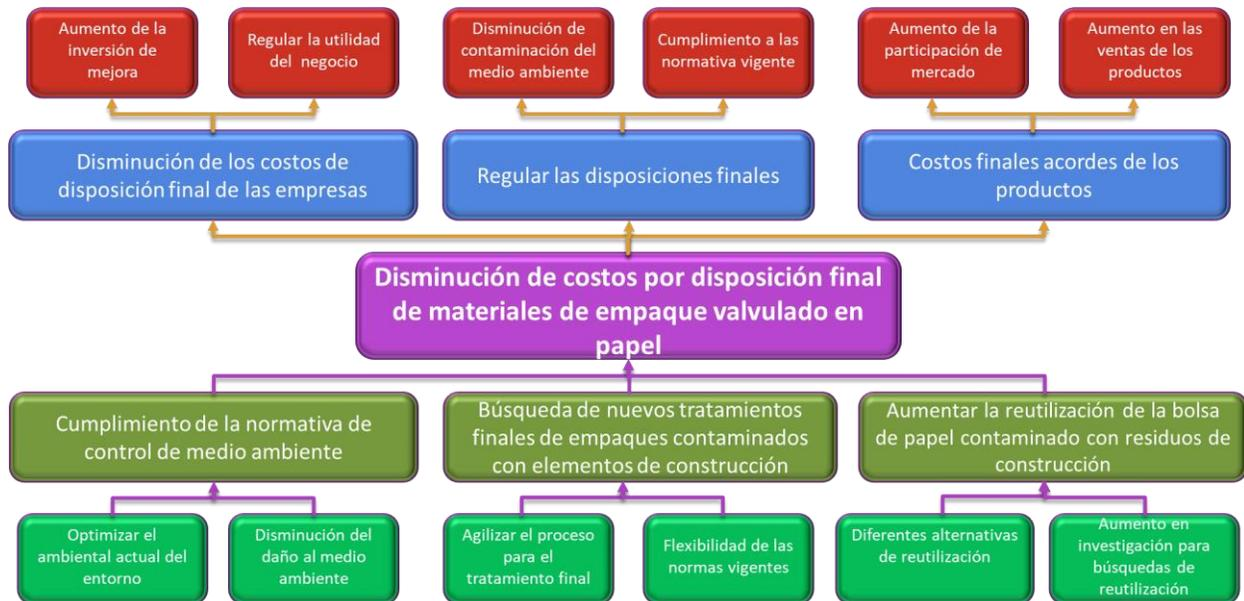 Aumento de la
inversión de
mejora
Regular la utilidad
del negocio
Disminución de
contaminación del
medio ambiente
Cumplimiento a las
normativa vigente
Aumento de la
participación de
mercado
Aumento en las
ventas de los
productos
Disminución de los costos de
disposición final de las empresas
Regular las disposiciones finales
Costos finales acordes de los
productos
Disminución de costos por disposición final
de materiales de empaque valvulado en
papel
Cumplimiento de la normativa de
control de medio ambiente
Búsqueda de nuevos tratamientos
finales de empaques contaminados
con elementos de construcción
Aumentar la reutilización de la bolsa
de papel contaminado con residuos de
construcción
Optimizar el
ambiental actual del
entorno
Disminución del
daño al medio
ambiente
Agilizar el proceso
para el
tratamiento final
Flexibilidad de las
normas vigentes
Diferentes alternativas
de reutilización
Aumento en
investigación para
búsquedas de
reutilización